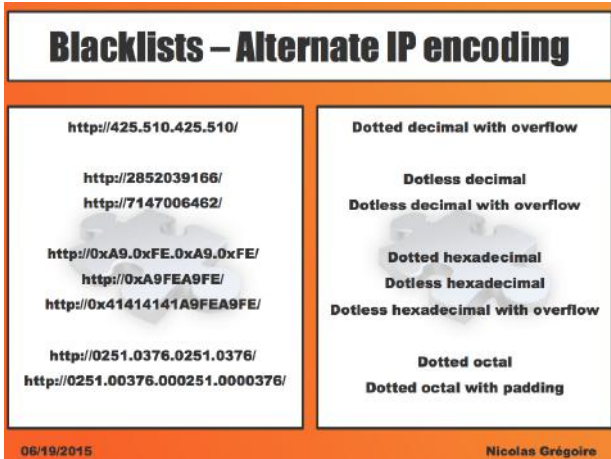 Blacklists – Alternate IP encoding
http://425.510.425.510/
Dotted decimal with overflow
http://2852039166/
Dotless decimal
http://7147006462/
Dotless decimal with overflow
http://0xA9.0xFE.0xA9.0xFE/
Dotted hexadecimal
http://0xA9FEA9FE/
Dotless hexadecimal
http://0x41414141A9FEA9FE/
Dotless hexadecimal with overflow
http://0251.0376.0251.0376/
Dotted octal
http://0251.00376.000251.0000376/
Dotted octal with padding
06/19/2015
Nicolas Grégoire